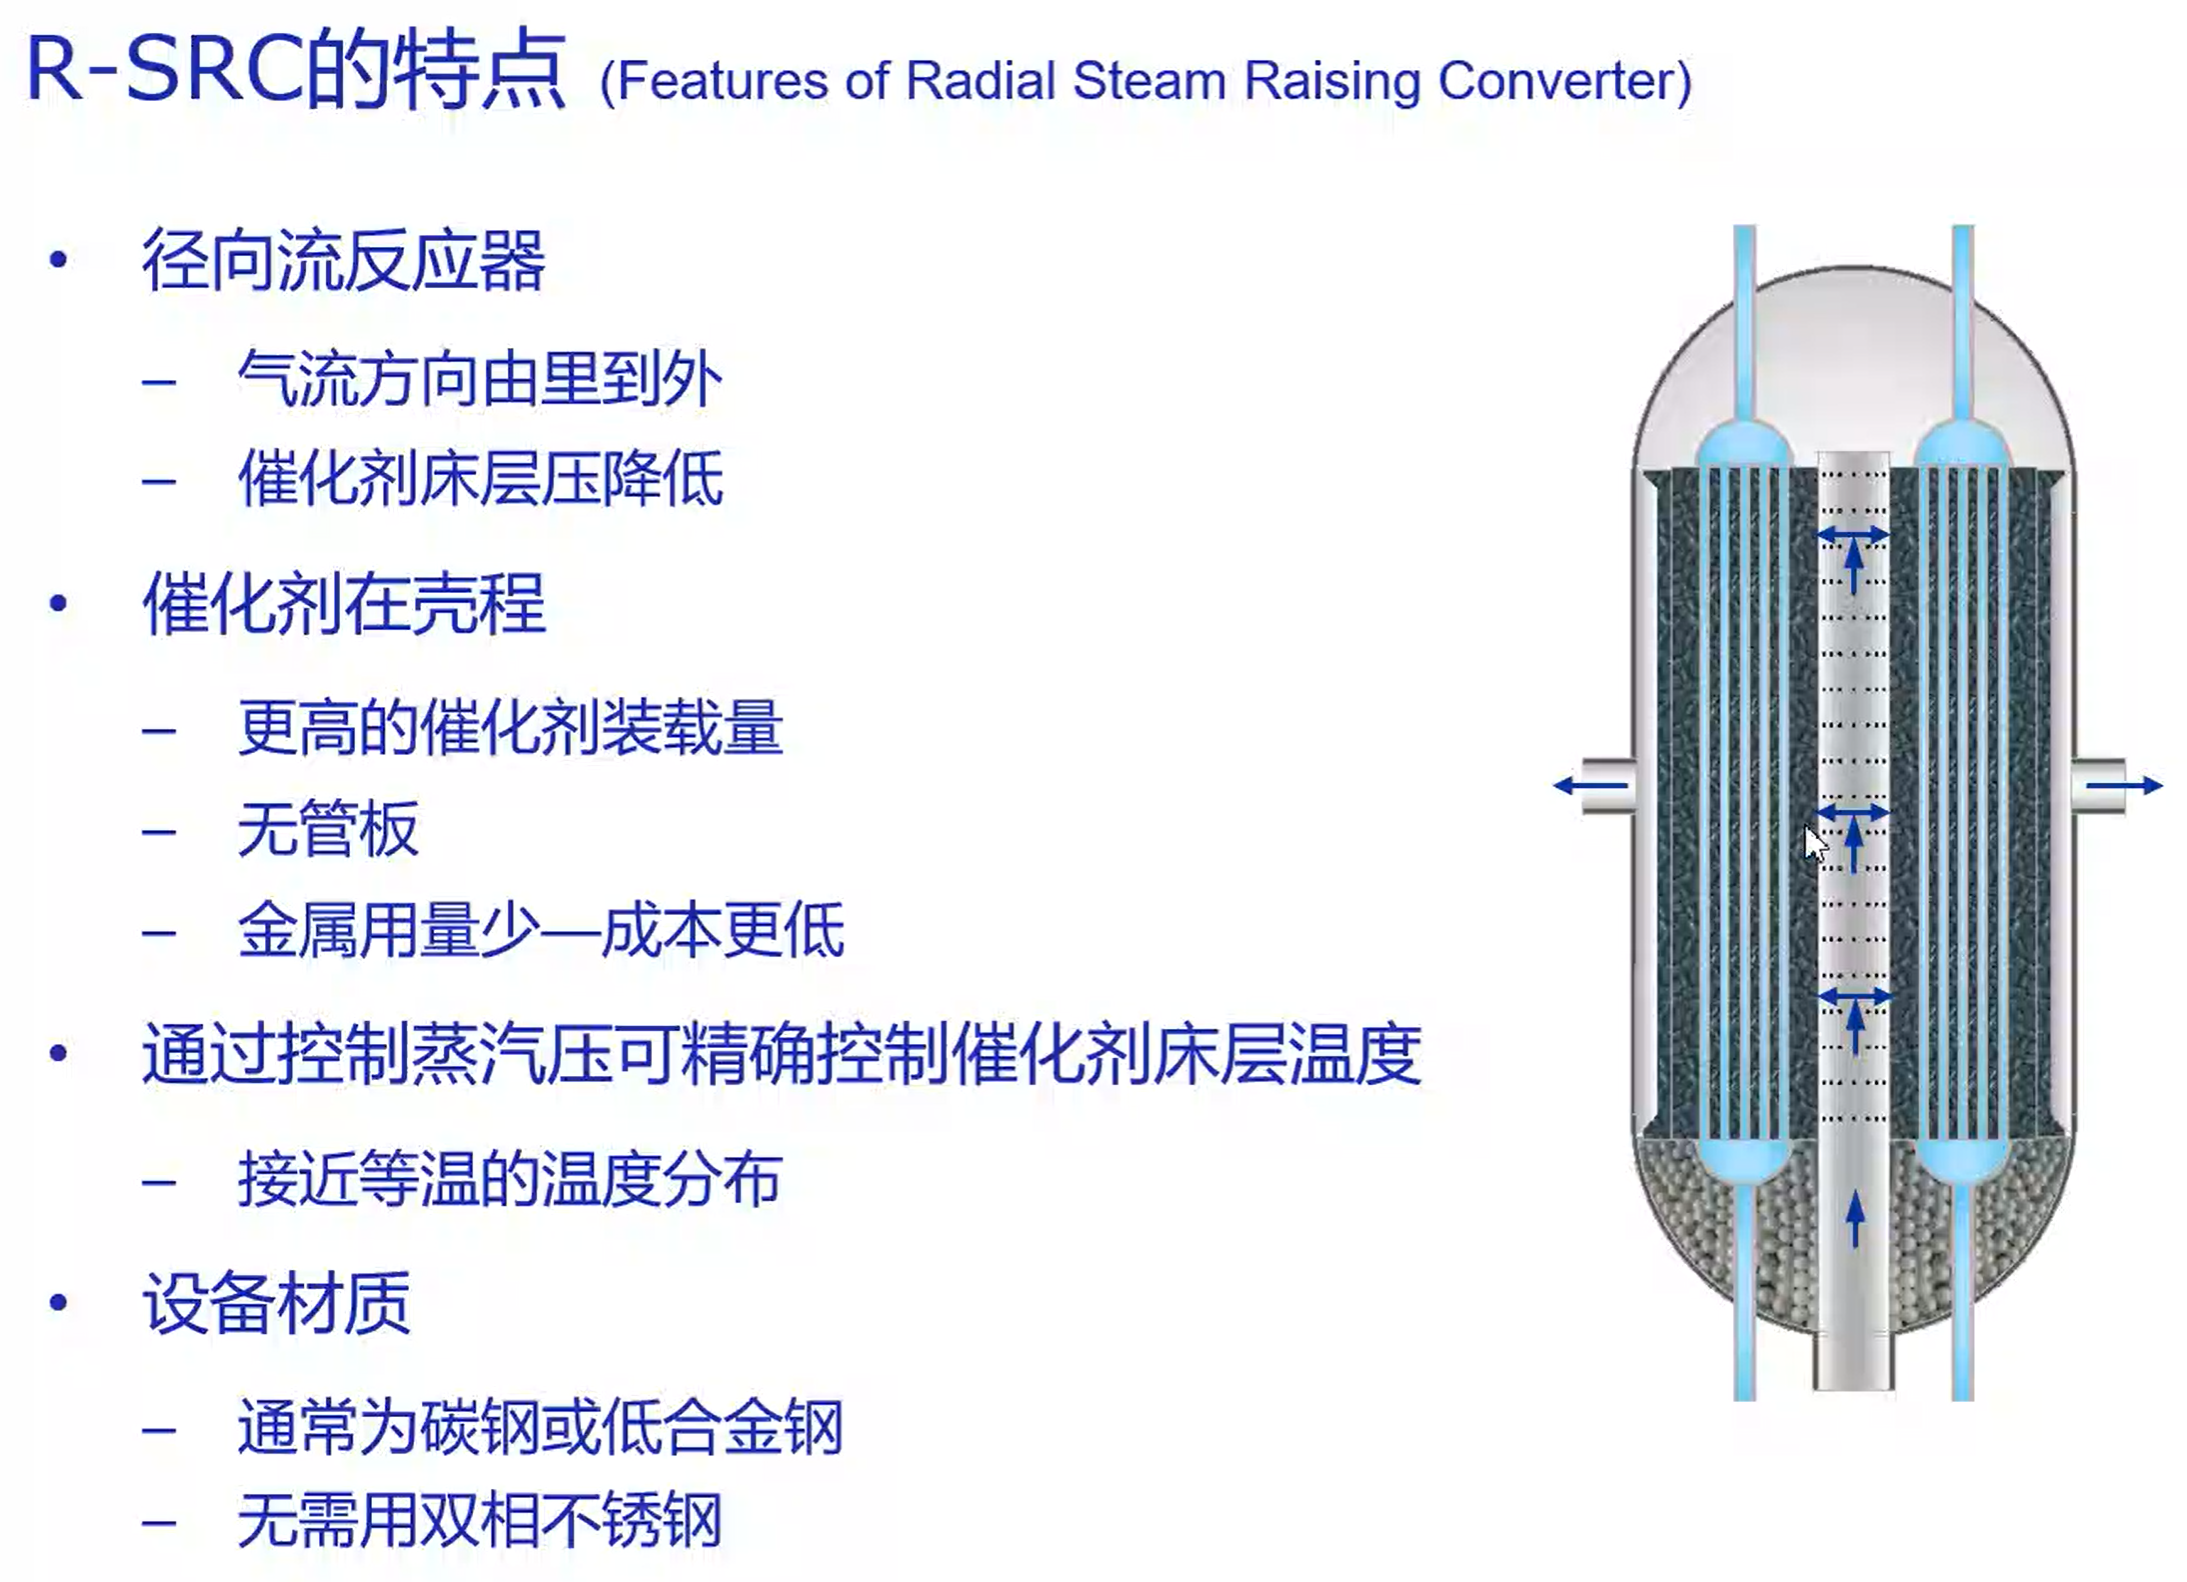 R-SRC的特点 (Features of Radial Steam Raising Converter)
• 径向流反应器
– 气流方向由里到外
– 催化剂床层压降低
• 催化剂在壳程
– 更高的催化剂装载量
– 无管板
– 金属用量少—成本更低
• 通过控制蒸汽压可精确控制催化剂床层温度
– 接近等温的温度分布
• 设备材质
– 通常为碳钢或低合金钢
– 无需用双相不锈钢